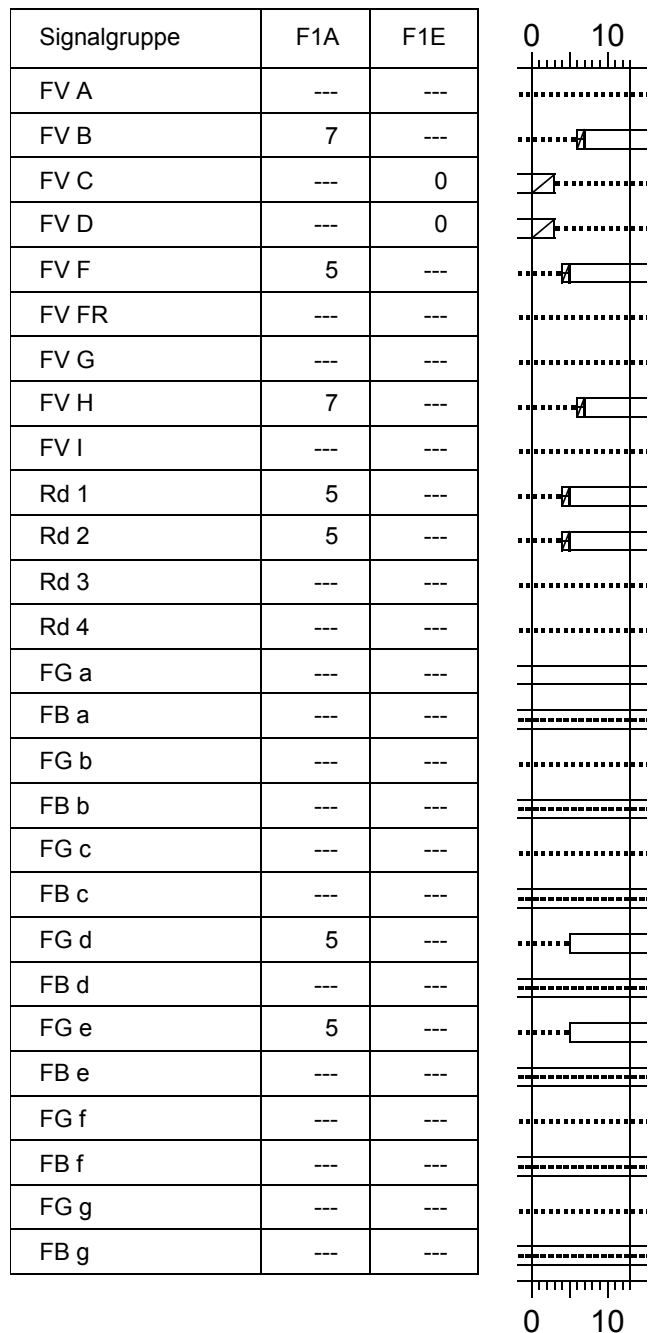 Signalgruppe F1A F1E 0 10
FV A --- ---
FV B 7 ---
FV C --- 0
FV D --- 0
FV F 5 ---
FV FR --- ---
FV G --- ---
FV H 7 ---
FV I --- ---
Rd 1 5 ---
Rd 2 5 ---
Rd 3 --- ---
Rd 4 --- ---
FG a --- ---
FB a --- ---
FG b --- ---
FB b --- ---
FG c --- ---
FB c --- ---
FG d 5 ---
FB d --- ---
FG e 5 ---
FB e --- ---
FG f --- ---
FB f --- ---
FG g --- ---
FB g --- ---
0 10